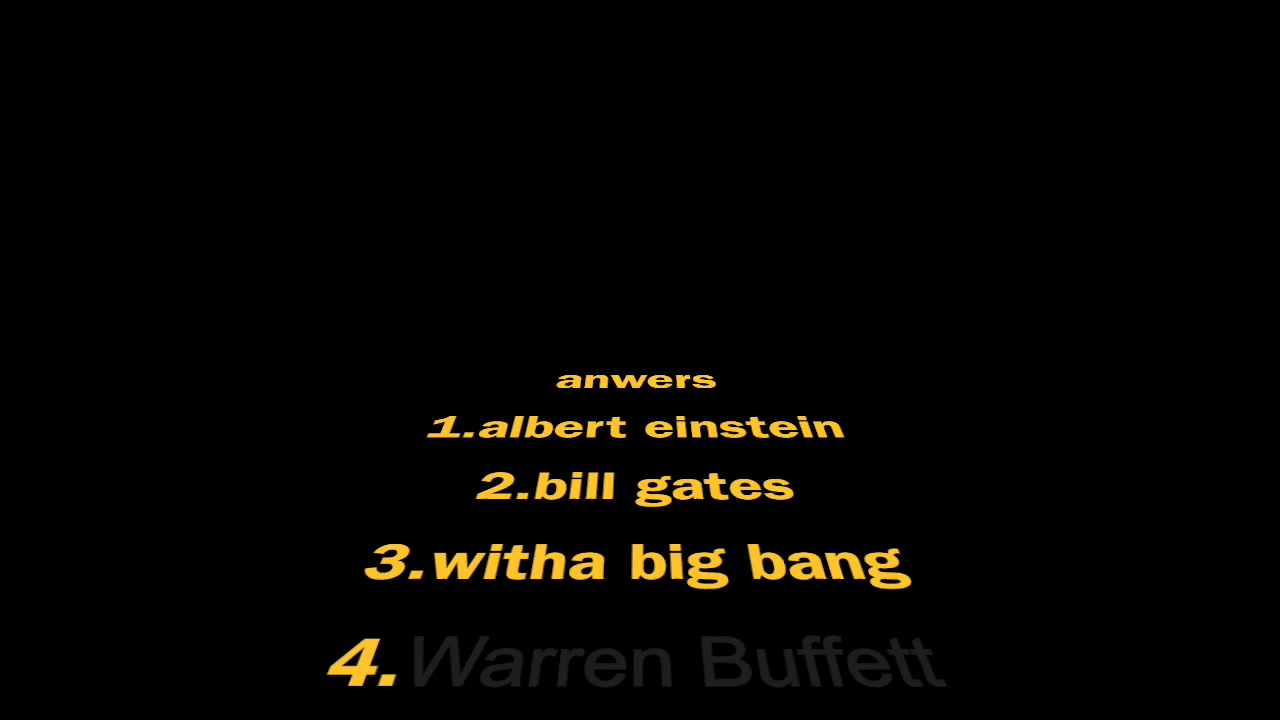 anwers
1.albert einstein
2.bill gates
3.witha big bang
4.Warren Buffett